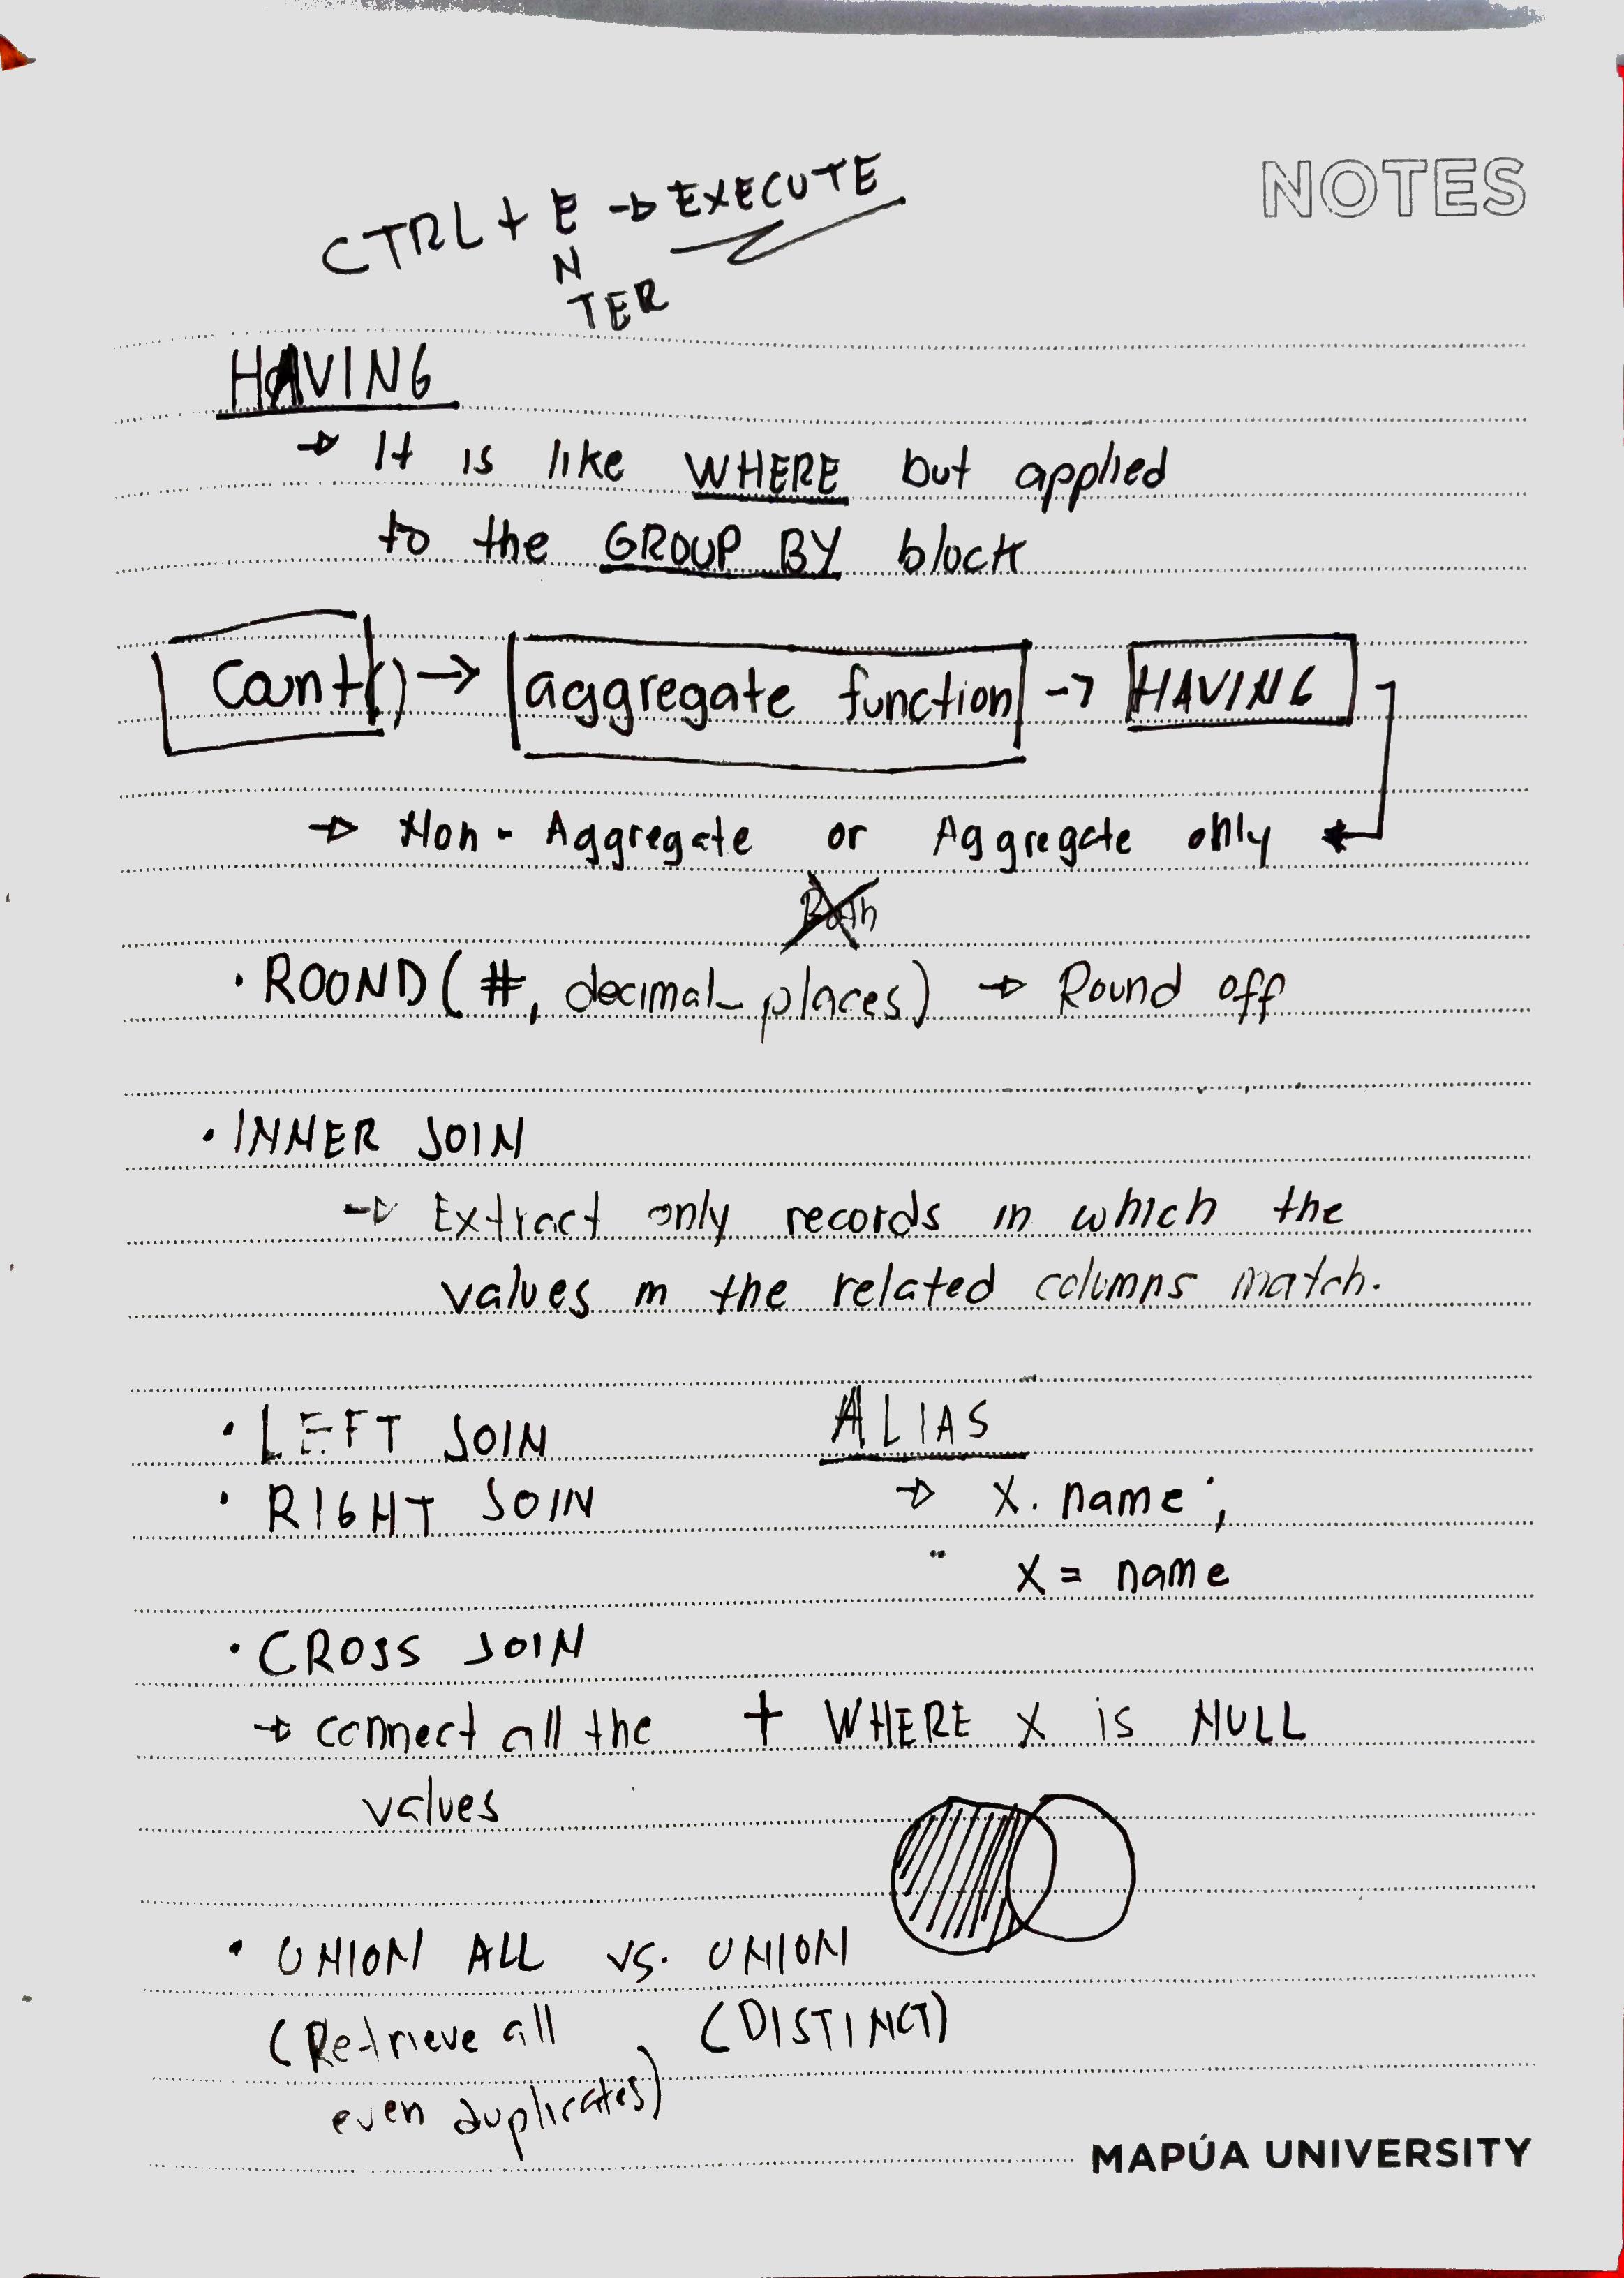 NOTES
CTRL + E → EXECUTE
N
TER
HAVING
→ It is like WHERE but applied
to the GROUP BY block
Count() → aggregate function → HAVING
→ Non - Aggregate or Aggregate only ←
Both
• ROOND( #, decimal_places) → Round off
• INNER JOIN
→ Extract only records in which the
values in the related columns match.
• LEFT JOIN ALIAS
• RIGHT JOIN → X. name ;
X = name
• CROSS JOIN
→ connect all the + WHERE X is NULL
values
• UNION ALL vs. UNION
(Retrieve all (DISTINCT)
even duplicates)
MAPÚA UNIVERSITY